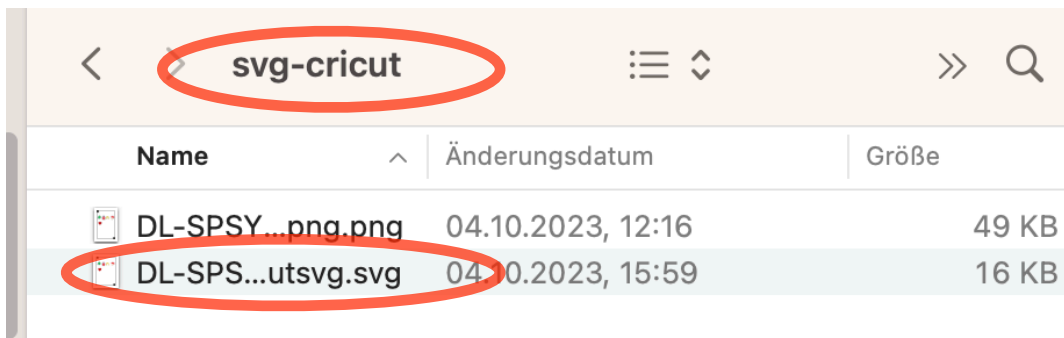 svg-cricut
Name Änderungsdatum Größe
DL-SPSY...png.png 04.10.2023, 12:16 49 KB
DL-SPS...utsvg.svg 04.10.2023, 15:59 16 KB